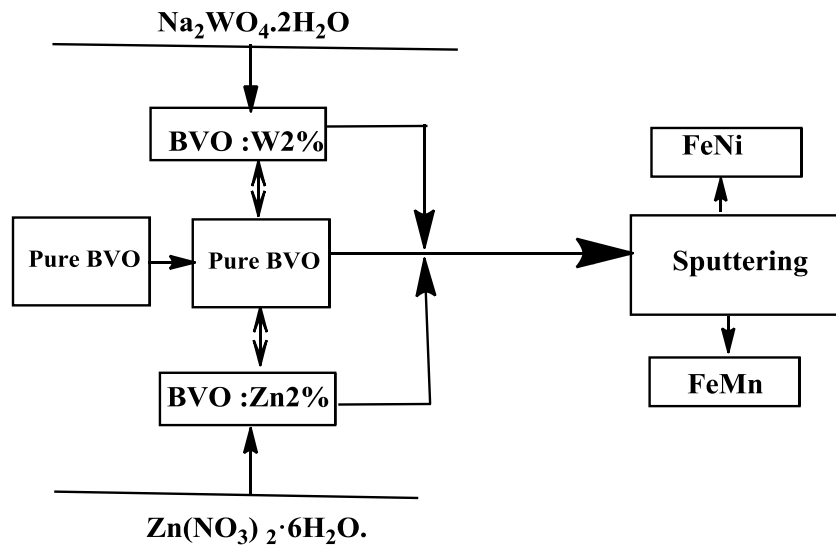 Na₂WO₄.2H₂O
BVO :W2%
FeNi
Pure BVO
Pure BVO
Sputtering
BVO :Zn2%
FeMn
Zn(NO₃) ₂·6H₂O.